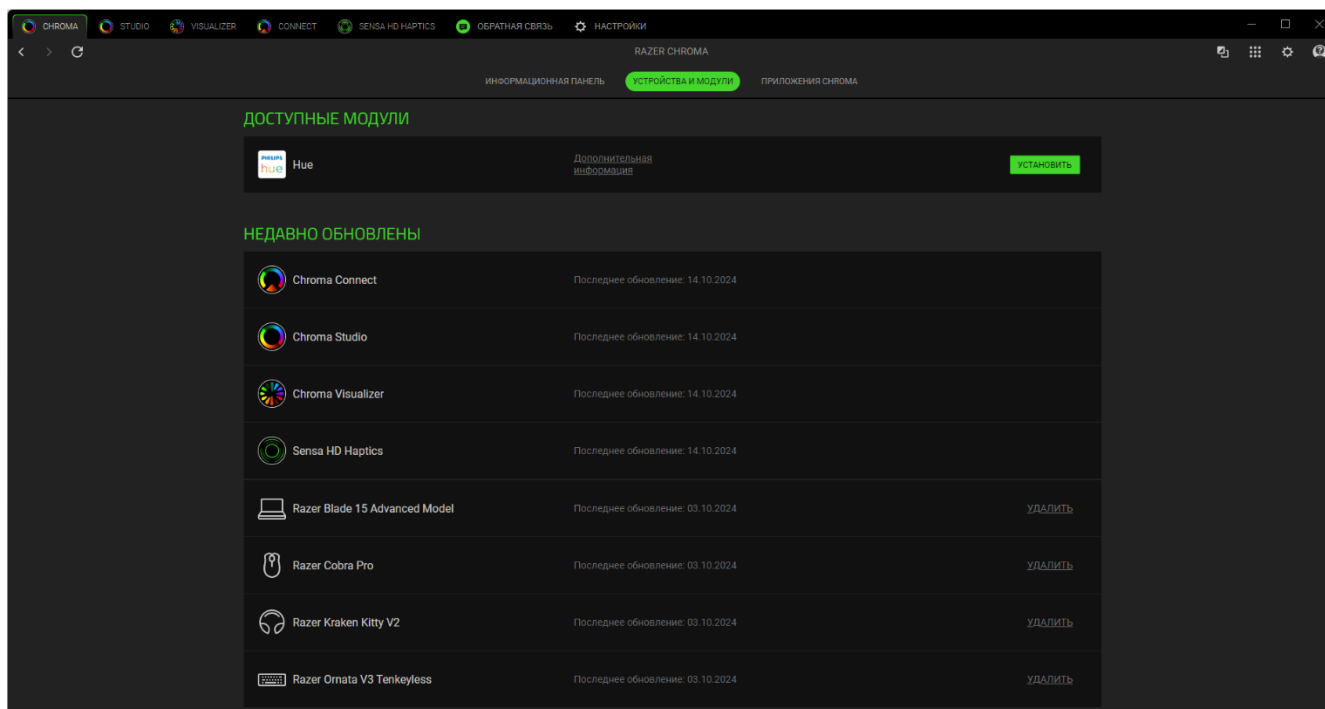 CHROMA STUDIO VISUALIZER CONNECT SENSA HD HAPTICS ОБРАТНАЯ СВЯЗЬ НАСТРОЙКИ
RAZER CHROMA
ИНФОРМАЦИОННАЯ ПАНЕЛЬ УСТРОЙСТВА И МОДУЛИ ПРИЛОЖЕНИЯ CHROMA
ДОСТУПНЫЕ МОДУЛИ
PHILIPS
hue
Hue
Дополнительная
информация
УСТАНОВИТЬ
НЕДАВНО ОБНОВЛЕНЫ
Chroma Connect Последнее обновление: 14.10.2024
Chroma Studio Последнее обновление: 14.10.2024
Chroma Visualizer Последнее обновление: 14.10.2024
Sensa HD Haptics Последнее обновление: 14.10.2024
Razer Blade 15 Advanced Model Последнее обновление: 03.10.2024 УДАЛИТЬ
Razer Cobra Pro Последнее обновление: 03.10.2024 УДАЛИТЬ
Razer Kraken Kitty V2 Последнее обновление: 03.10.2024 УДАЛИТЬ
Razer Ornata V3 Tenkeyless Последнее обновление: 03.10.2024 УДАЛИТЬ